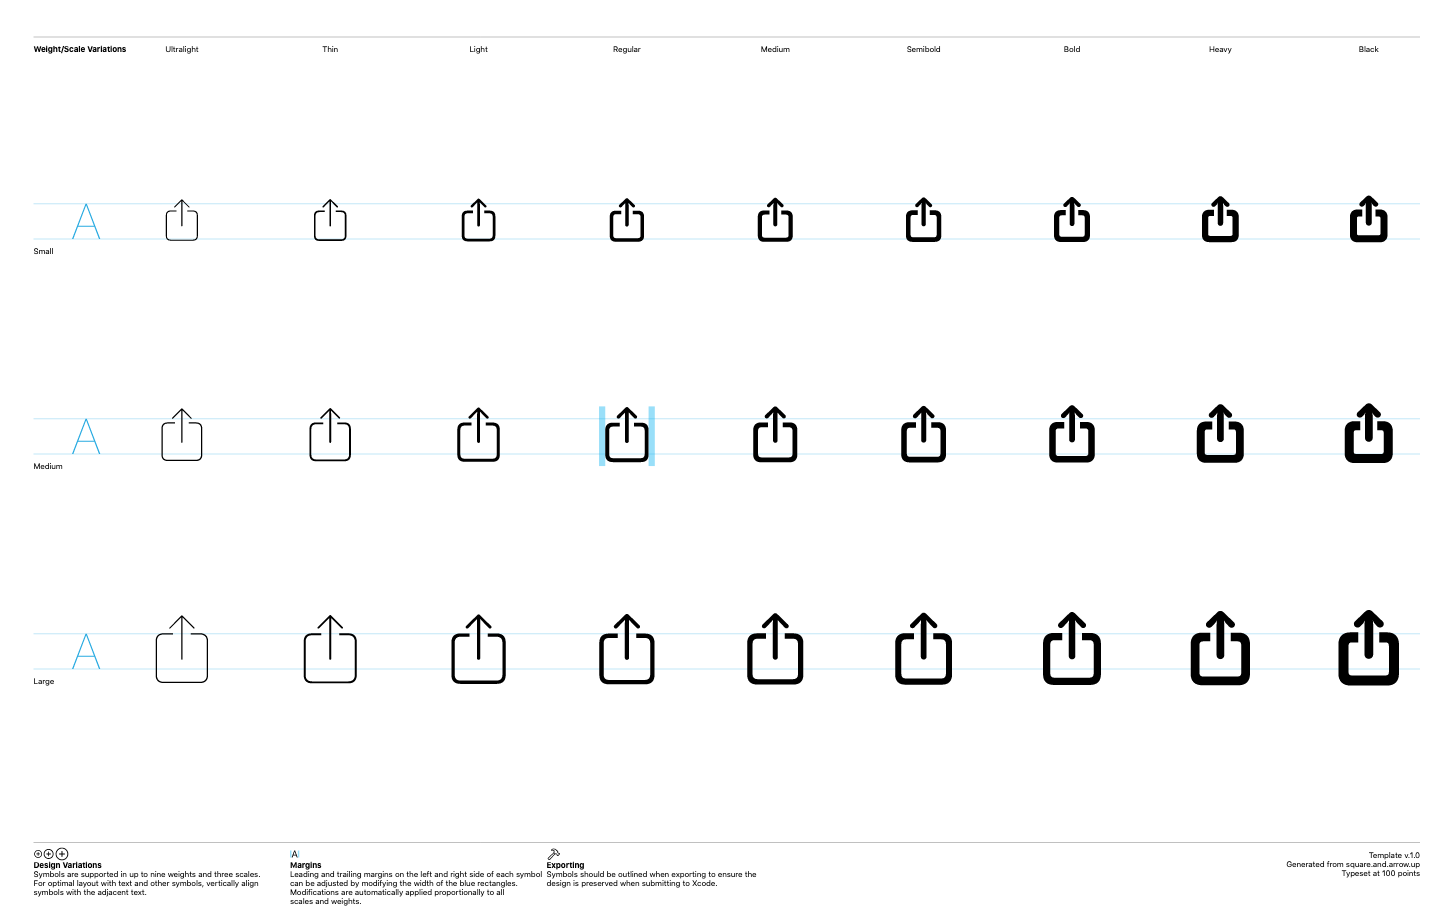 Weight/Scale Variations Ultralight Thin Light Regular Medium Semibold Bold Heavy Black
A
Small
A
Medium
A
Large
Design Variations
Symbols are supported in up to nine weights and three scales.
For optimal layout with text and other symbols, vertically align
symbols with the adjacent text.
A
Margins
Leading and trailing margins on the left and right side of each symbol
can be adjusted by modifying the width of the blue rectangles.
Modifications are automatically applied proportionally to all
scales and weights.
Exporting
Symbols should be outlined when exporting to ensure the
design is preserved when submitting to Xcode.
Template v.1.0
Generated from square.and.arrow.up
Typeset at 100 points